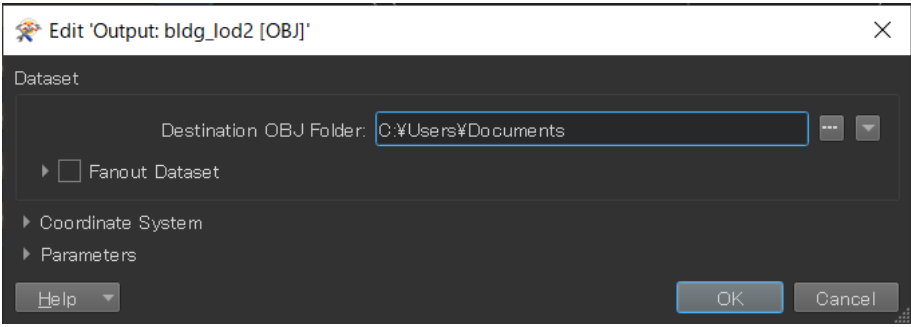 Edit 'Output: bldg_lod2 [OBJ]'
Dataset
Destination OBJ Folder: C:¥Users¥Documents
Fanout Dataset
Coordinate System
Parameters
Help OK Cancel